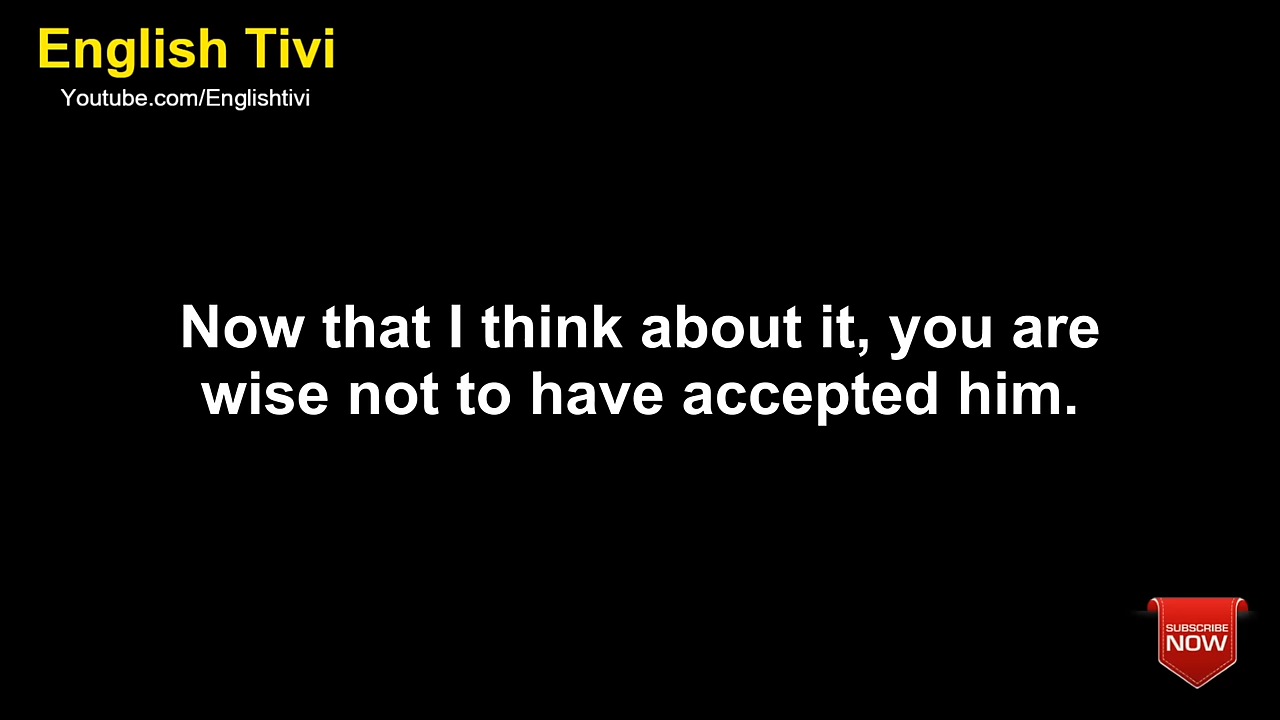 English Tivi
Youtube.com/Englishtivi
Now that I think about it, you are
wise not to have accepted him.
SUBSCRIBE
NOW